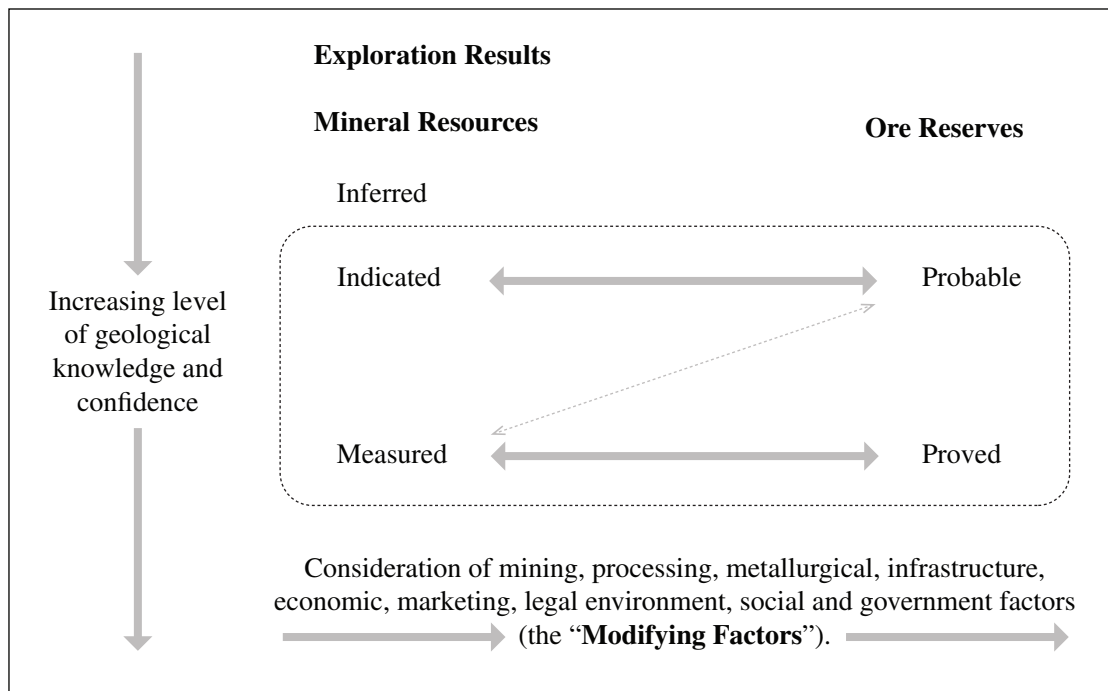 Exploration Results
Mineral Resources
Ore Reserves
Inferred
Indicated
Probable
Increasing level
of geological
knowledge and
confidence
Measured
Proved
Consideration of mining, processing, metallurgical, infrastructure,
economic, marketing, legal environment, social and government factors
(the “Modifying Factors”).